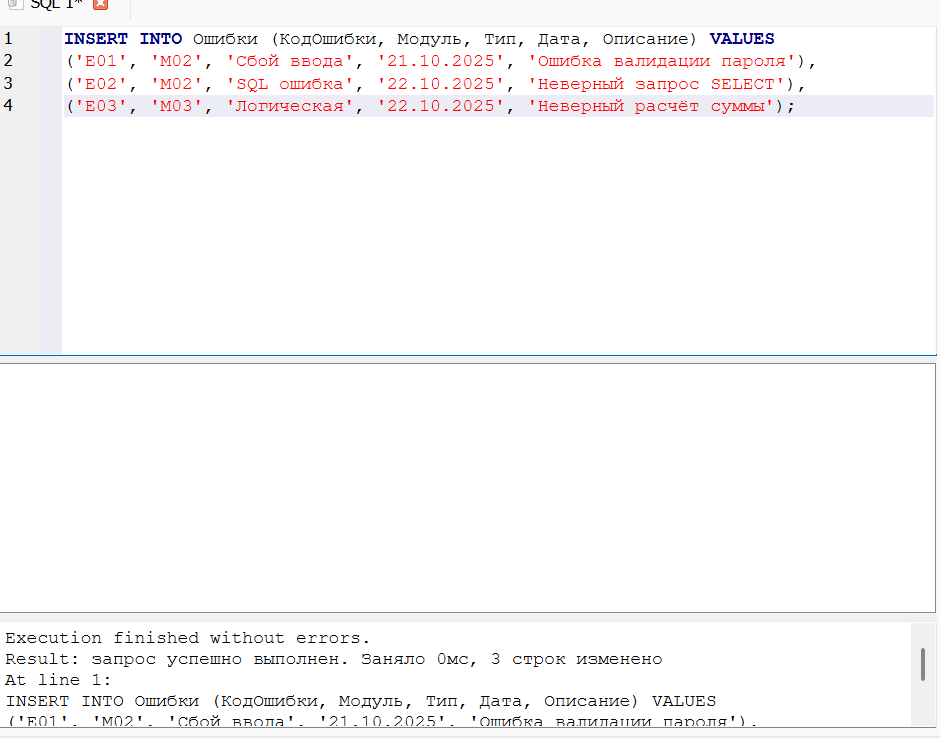 SQL 1*
1 INSERT INTO Ошибки (КодОшибки, Модуль, Тип, Дата, Описание) VALUES
2 ('E01', 'M02', 'Сбой ввода', '21.10.2025', 'Ошибка валидации пароля'),
3 ('E02', 'M02', 'SQL ошибка', '22.10.2025', 'Неверный запрос SELECT'),
4 ('E03', 'M03', 'Логическая', '22.10.2025', 'Неверный расчёт суммы');
Execution finished without errors.
Result: запрос успешно выполнен. Заняло 0мс, 3 строк изменено
At line 1:
INSERT INTO Ошибки (КодОшибки, Модуль, Тип, Дата, Описание) VALUES
('E01', 'M02', 'Сбой ввода', '21.10.2025', 'Ошибка валидации пароля'),